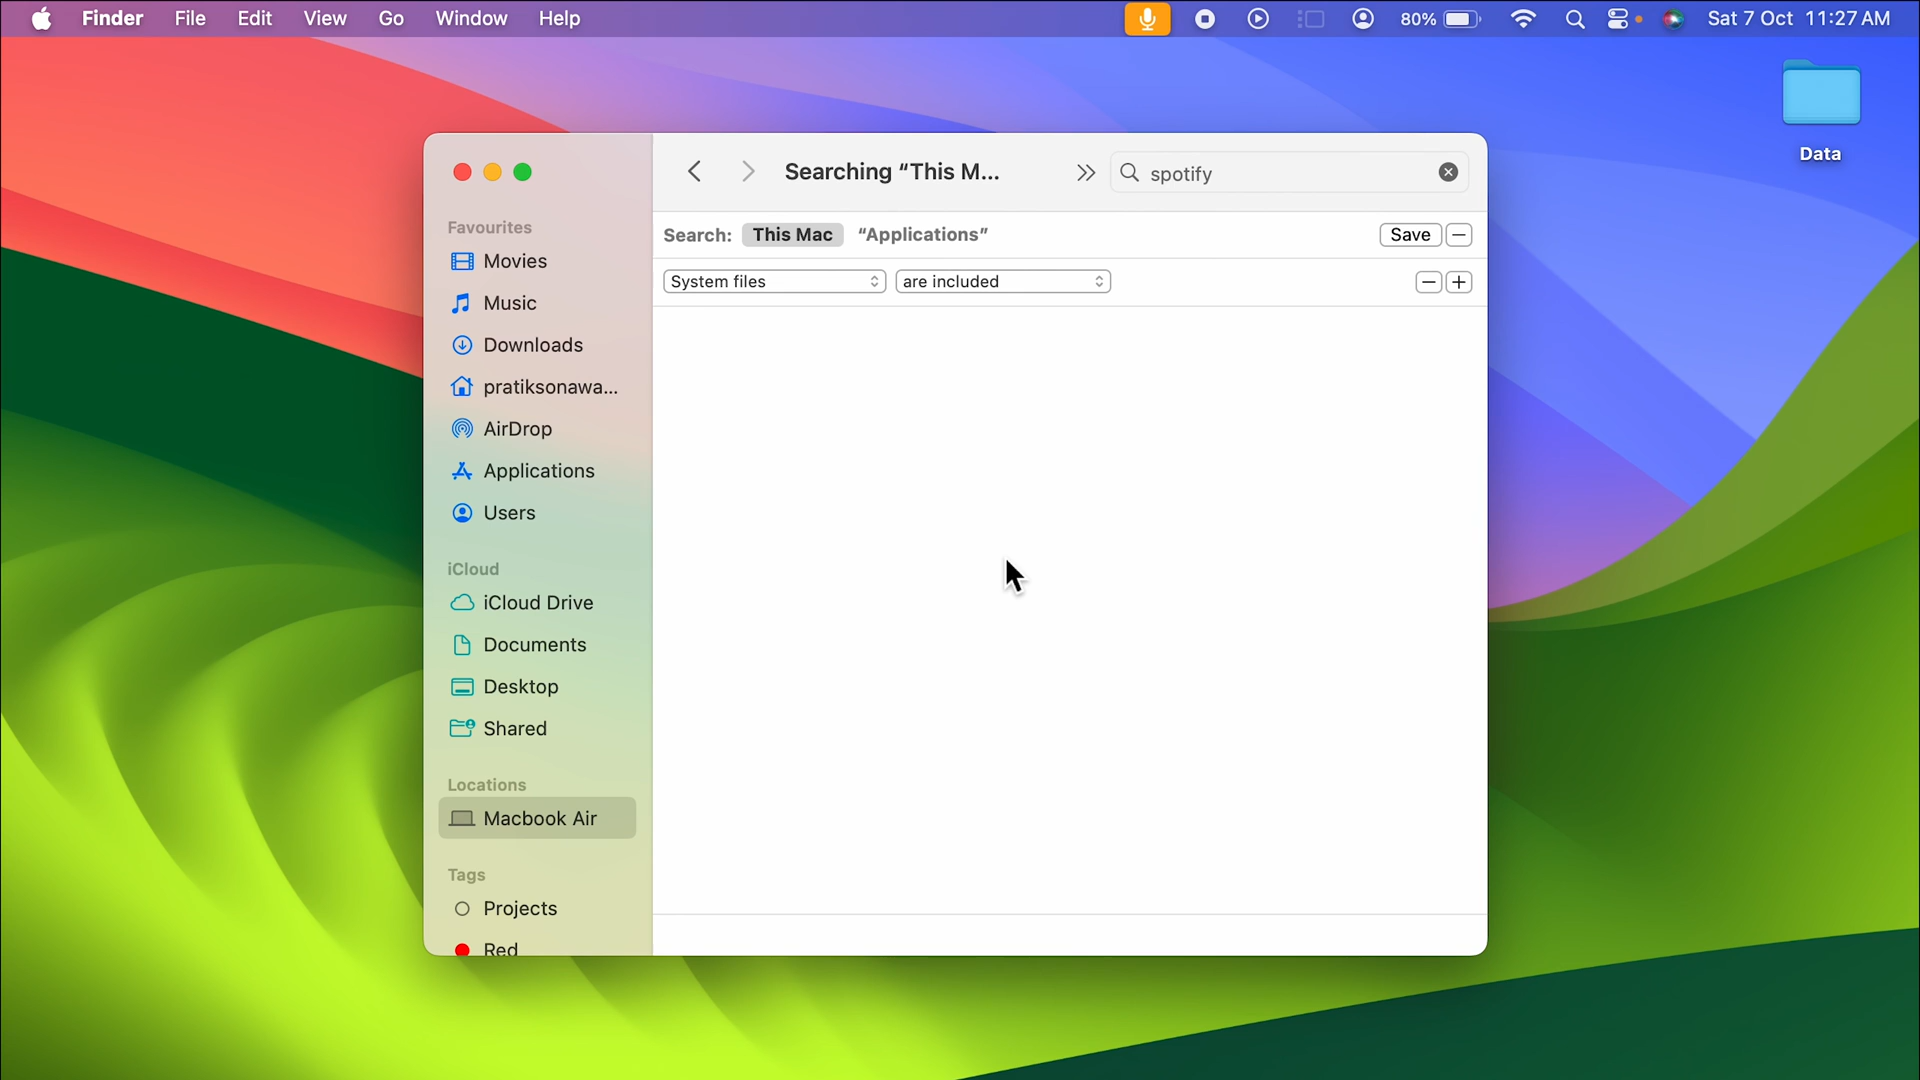 Finder File Edit View Go Window Help 80% Sat 7 Oct 11:27 AM
Data
Searching “This M... spotify
Search: This Mac “Applications” Save
System files are included
Favourites
Movies
Music
Downloads
pratiksonawa...
AirDrop
Applications
Users
iCloud
iCloud Drive
Documents
Desktop
Shared
Locations
Macbook Air
Tags
Projects
Red